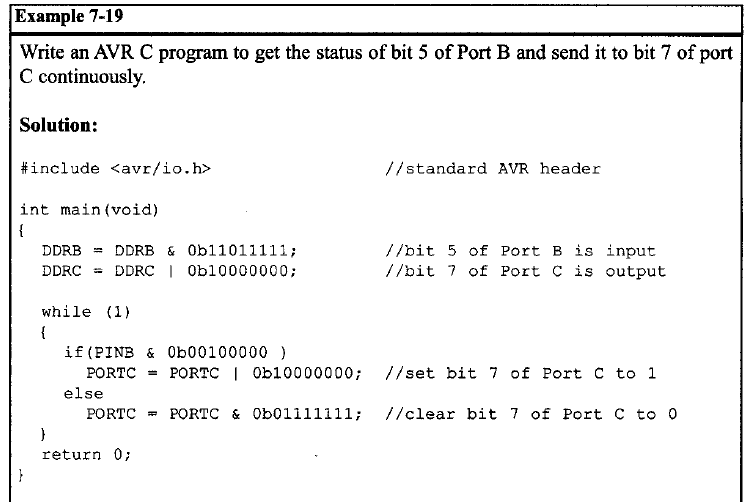 Example 7-19
Write an AVR C program to get the status of bit 5 of Port B and send it to bit 7 of port
C continuously.
Solution:
#include <avr/io.h> //standard AVR header
int main(void)
{
DDRB = DDRB & 0b11011111; //bit 5 of Port B is input
DDRC = DDRC | 0b10000000; //bit 7 of Port C is output
while (1)
{
if(PINB & 0b00100000 )
PORTC = PORTC | 0b10000000; //set bit 7 of Port C to 1
else
PORTC = PORTC & 0b01111111; //clear bit 7 of Port C to 0
}
return 0;
}